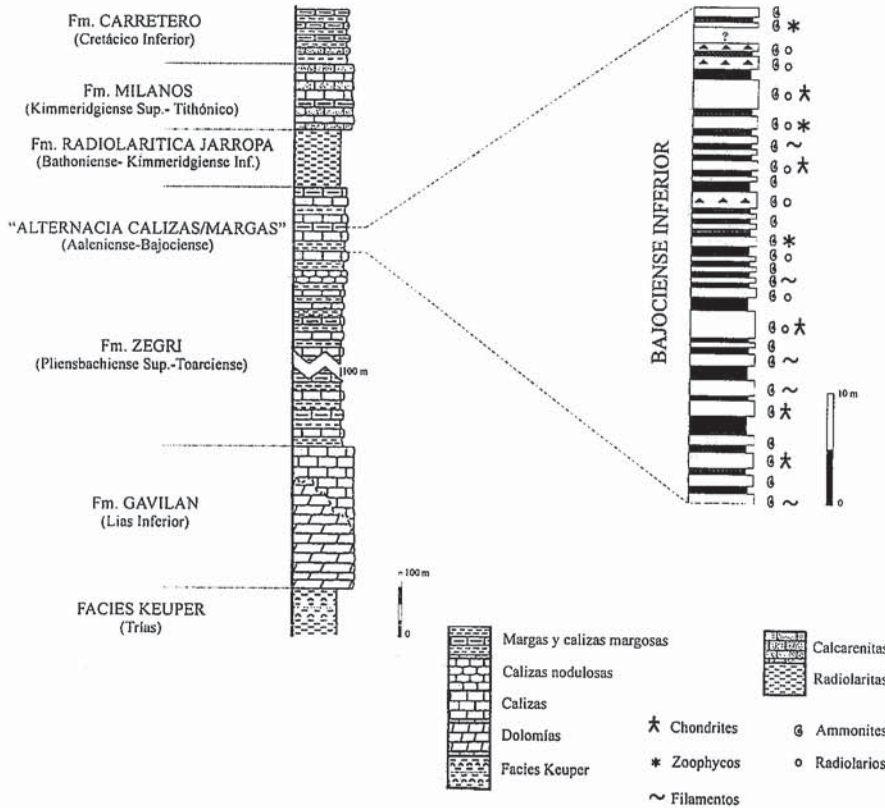 Fm. CARRETERO
(Cretácico Inferior)
Fm. MILANOS
(Kimmeridgiense Sup.- Tithónico)
Fm. RADIOLARITICA JARROPA
(Bathoniense- Kimmeridgiense Inf.)
"ALTERNACIA CALIZAS/MARGAS"
(Aaleniense-Bajociense)
Fm. ZEGRI
(Pliensbachiense Sup.-Toarciense)
100 m
Fm. GAVILAN
(Lias Inferior)
FACIES KEUPER
(Trías)
100 m
0
BAJOCIENSE INFERIOR
?
10 m
0
Margas y calizas margosas
Calizas nodulosas
Calizas
Dolomías
Facies Keuper
Calcarenitas
Radiolaritas
Chondrites
Zoophycos
Filamentos
Ammonites
Radiolarios